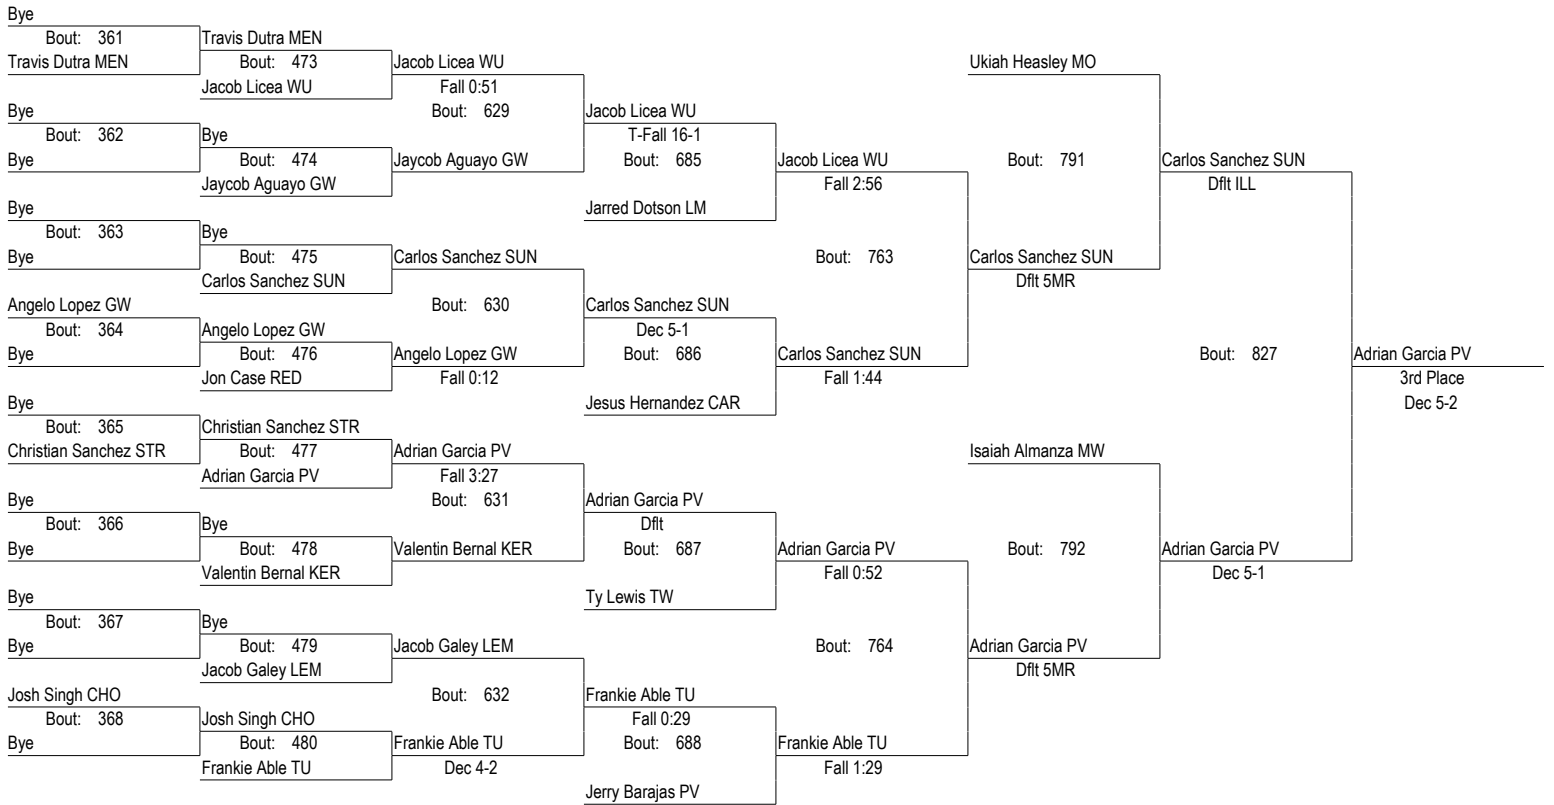 Bye
Bout: 361
Travis Dutra MEN
Bye
Bout: 362
Bye
Bye
Bout: 363
Bye
Angelo Lopez GW
Bout: 364
Bye
Bye
Bout: 365
Christian Sanchez STR
Bye
Bout: 366
Bye
Bye
Bout: 367
Bye
Josh Singh CHO
Bout: 368
Bye
Travis Dutra MEN
Bout: 473
Jacob Licea WU
Bye
Bout: 474
Jaycob Aguayo GW
Bye
Bout: 475
Carlos Sanchez SUN
Angelo Lopez GW
Bout: 476
Jon Case RED
Christian Sanchez STR
Bout: 477
Adrian Garcia PV
Bye
Bout: 478
Valentin Bernal KER
Bye
Bout: 479
Jacob Galey LEM
Josh Singh CHO
Bout: 480
Frankie Able TU
Jacob Licea WU
Fall 0:51
Bout: 629
Jaycob Aguayo GW
Carlos Sanchez SUN
Bout: 630
Angelo Lopez GW
Fall 0:12
Adrian Garcia PV
Fall 3:27
Bout: 631
Valentin Bernal KER
Jacob Galey LEM
Bout: 632
Frankie Able TU
Dec 4-2
Jacob Licea WU
T-Fall 16-1
Bout: 685
Jarred Dotson LM
Carlos Sanchez SUN
Dec 5-1
Bout: 686
Jesus Hernandez CAR
Adrian Garcia PV
Dflt
Bout: 687
Ty Lewis TW
Frankie Able TU
Fall 0:29
Bout: 688
Jerry Barajas PV
Jacob Licea WU
Fall 2:56
Bout: 763
Carlos Sanchez SUN
Fall 1:44
Adrian Garcia PV
Fall 0:52
Bout: 764
Frankie Able TU
Fall 1:29
Ukiah Heasley MO
Bout: 791
Carlos Sanchez SUN
Dflt 5MR
Isaiah Almanza MW
Bout: 792
Adrian Garcia PV
Dflt 5MR
Carlos Sanchez SUN
Dflt ILL
Bout: 827
Adrian Garcia PV
Dec 5-1
Adrian Garcia PV
3rd Place
Dec 5-2